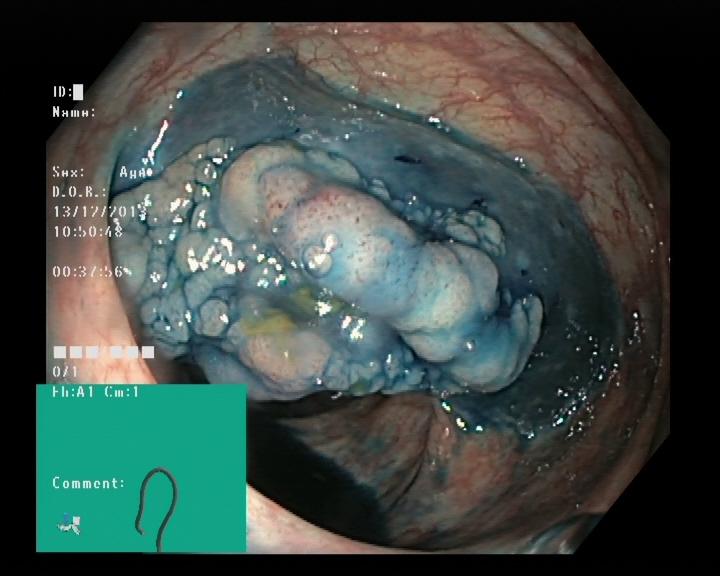 ID:
Name:
Sex: Age:
D.O.B.:
13/12/2013
10:50:48
00:37:56
0/1
Eh:A1 Cm:1
Comment: